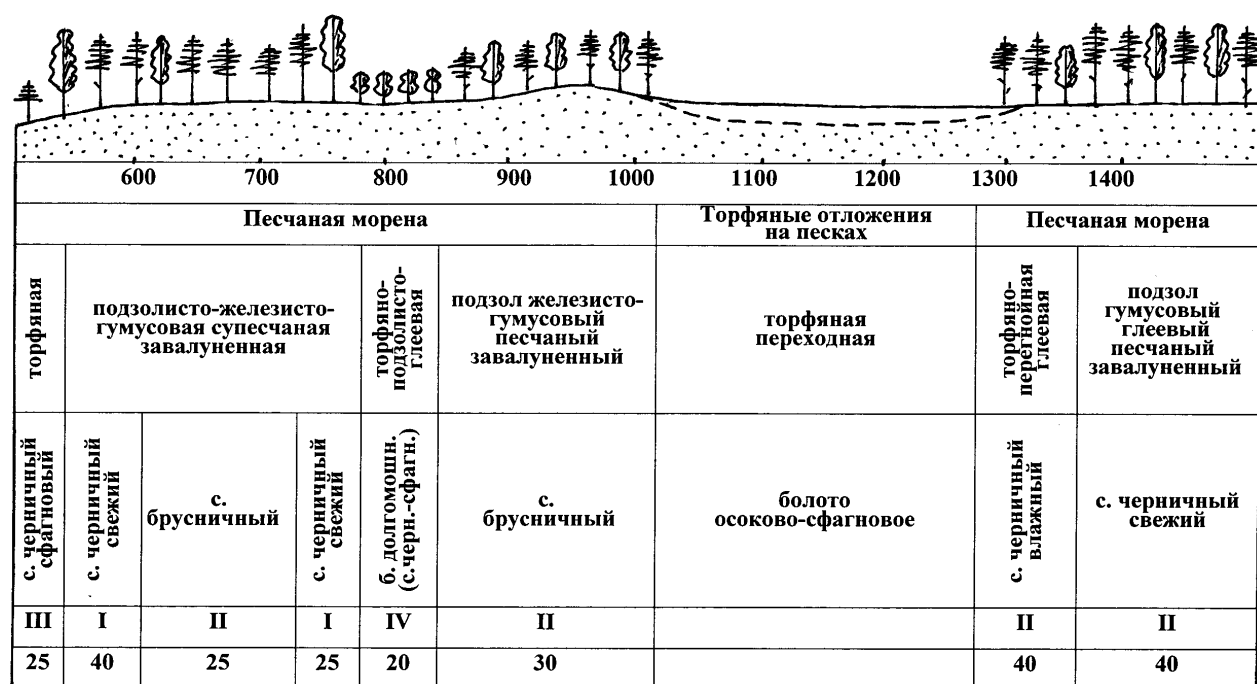 600 700 800 900 1000 1100 1200 1300 1400
Песчаная морена
Торфяные отложения
на песках
Песчаная морена
торфяная
подзолисто-железисто-
гумусовая супесчаная
завалуненная
торфяно-
подзолисто-
глеевая
подзол железисто-
гумусовый
песчаный
завалуненный
торфяная
переходная
торфяно-
перегнойная
глеевая
подзол
гумусовый
глеевый
песчаный
завалуненный
с. черничный
сфагновый
с. черничный
свежий
с.
брусничный
с. черничный
свежий
б. долгомошн.
(с.черн.-сфагн.)
с.
брусничный
болото
осоково-сфагновое
с. черничный
влажный
с. черничный
свежий
III I II I IV II II II
25 40 25 25 20 30 40 40